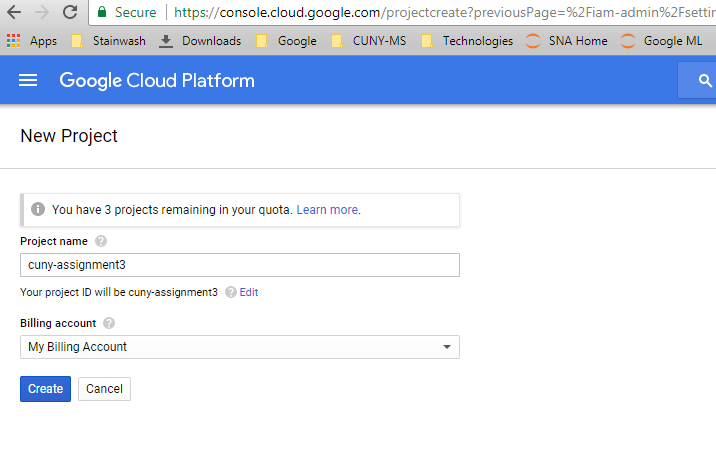 Secure https://console.cloud.google.com/projectcreate?previousPage=%2Fiam-admin%2Fsettin
Apps Stainwash Downloads Google CUNY-MS Technologies SNA Home Google ML
Google Cloud Platform
New Project
You have 3 projects remaining in your quota. Learn more.
Project name
cuny-assignment3
Your project ID will be cuny-assignment3 Edit
Billing account
My Billing Account
Create Cancel